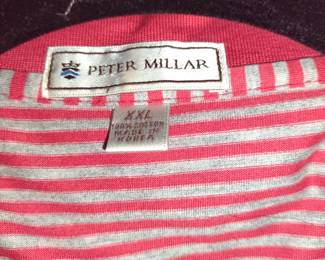 PETER MILLAR
XXL
100% COTTON
MADE IN
KOREA